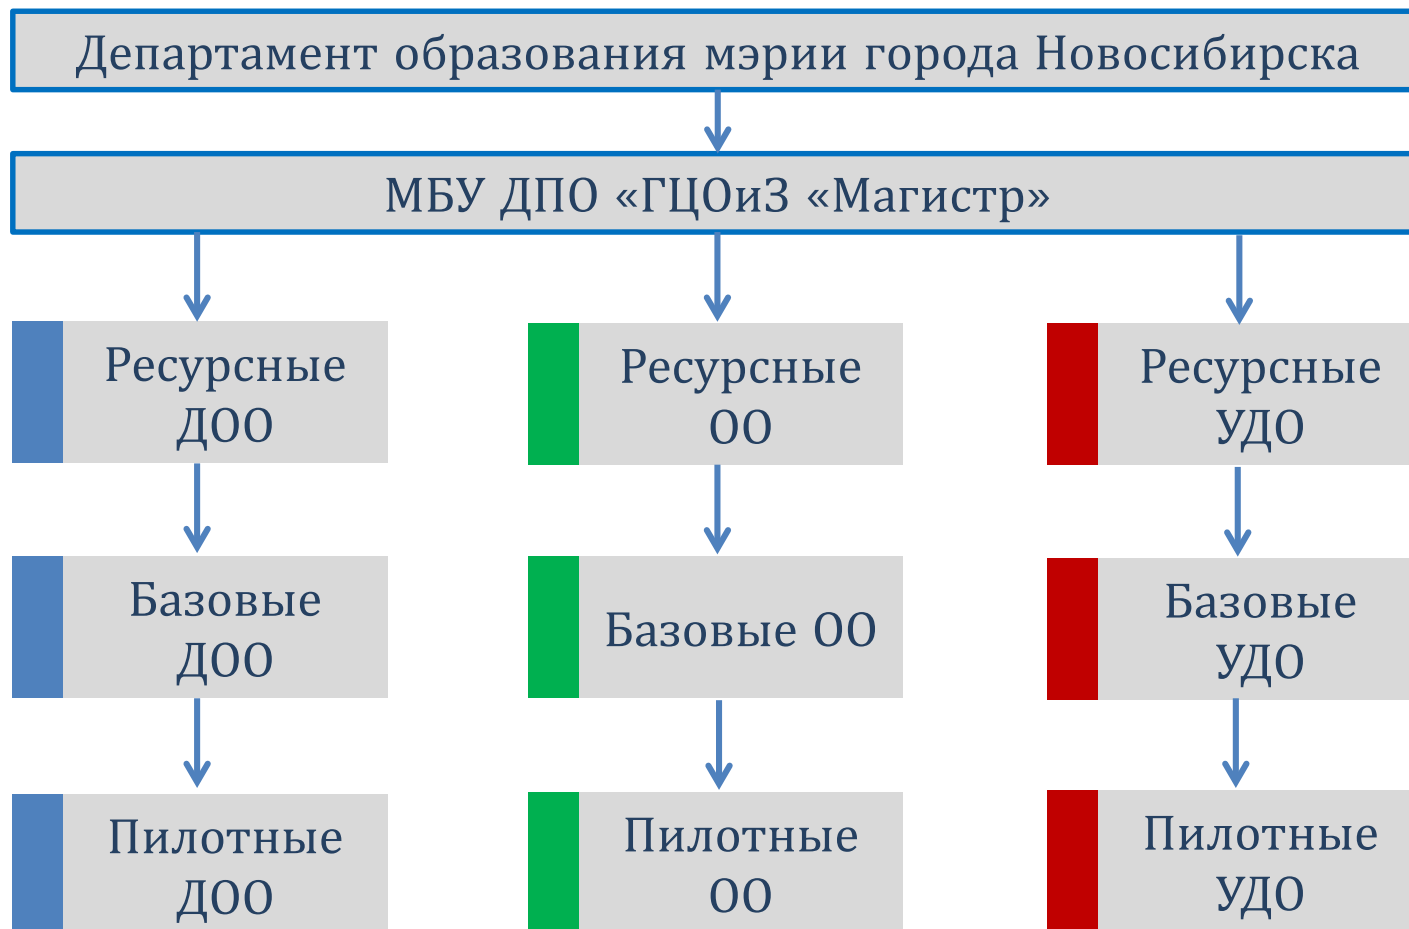 Департамент образования мэрии города Новосибирска
МБУ ДПО «ГЦОиЗ «Магистр»
Ресурсные
ДОО
Ресурсные
ОО
Ресурсные
УДО
Базовые
ДОО
Базовые ОО
Базовые
УДО
Пилотные
ДОО
Пилотные
ОО
Пилотные
УДО